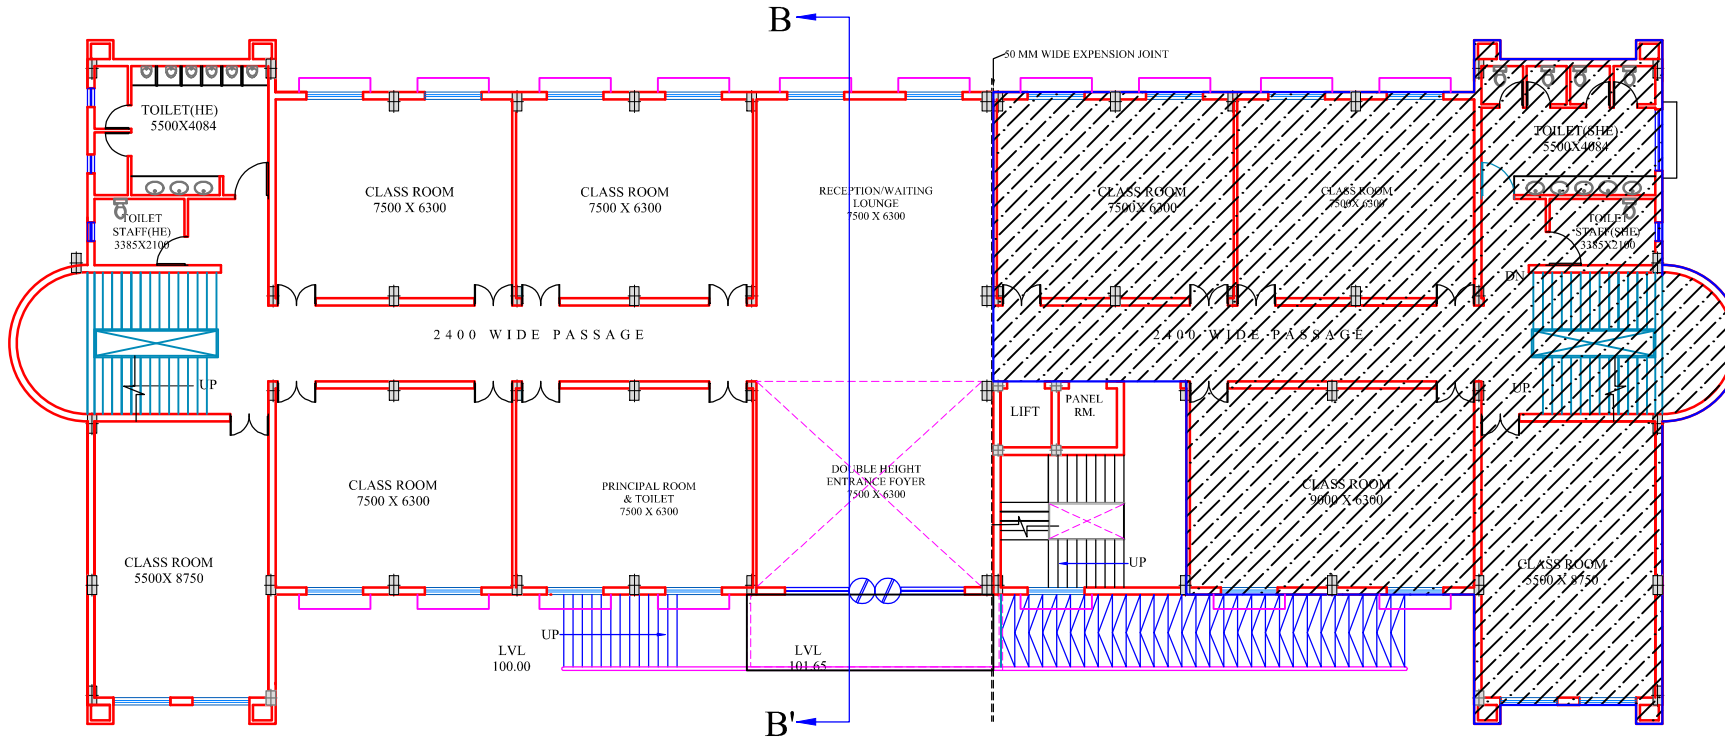 B
50 MM WIDE EXPENSION JOINT
TOILET(HE)
5500X4084
TOILET(SHE)
5500X4084
CLASS ROOM
7500 X 6300
CLASS ROOM
7500 X 6300
RECEPTION/WAITING
LOUNGE
7500 X 6300
CLASS ROOM
7500X 6300
CLASS ROOM
7500X 6300
TOILET
STAFF(HE)
3385X2100
TOILET
STAFF(SHE)
3385X2100
DN
2400 WIDE PASSAGE
2400 WIDE PASSAGE
UP
UP
LIFT
PANEL
RM.
CLASS ROOM
7500 X 6300
PRINCIPAL ROOM
& TOILET
7500 X 6300
DOUBLE HEIGHT
ENTRANCE FOYER
7500 X 6300
CLASS ROOM
9000 X 6300
CLASS ROOM
5500X 8750
UP
CLASS ROOM
5500 X 8750
UP
LVL
100.00
LVL
101.65
B'